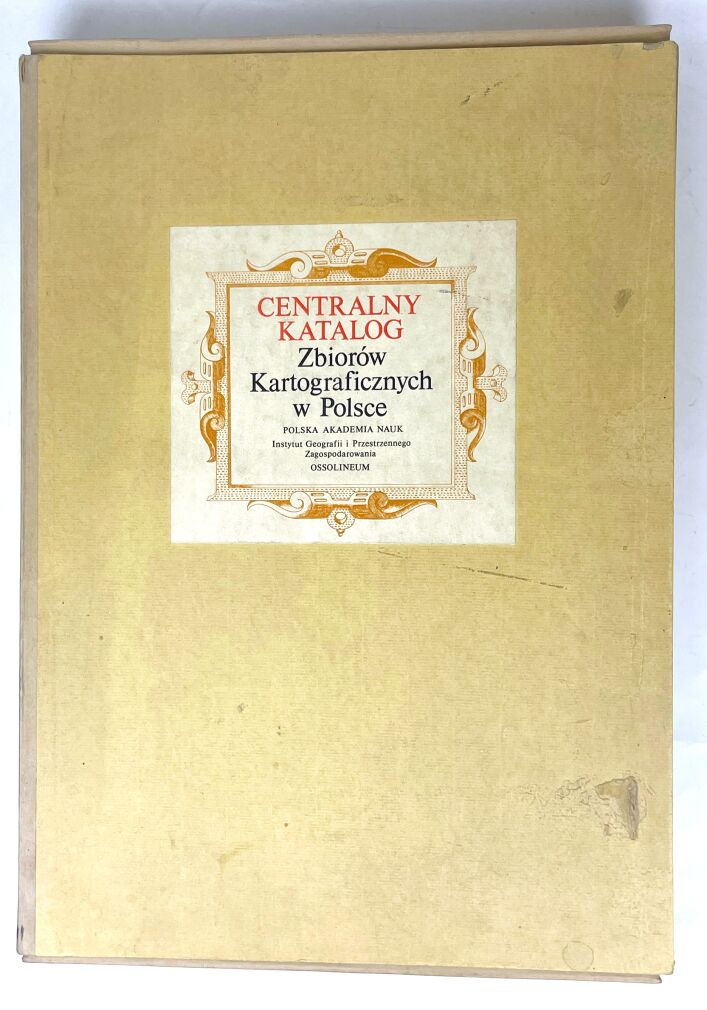 CENTRALNY
KATALOG
Zbiorów
Kartograficznych
w Polsce
POLSKA AKADEMIA NAUK
Instytut Geografii i Przestrzennego
Zagospodarowania
OSSOLINEUM